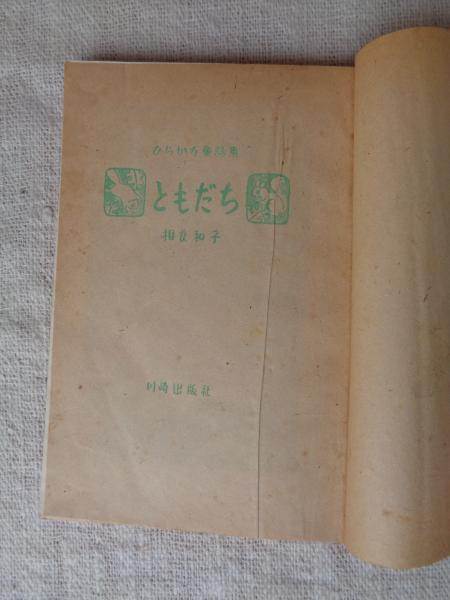 ひらがな童話集
ともだち
相良和子
川崎出版社